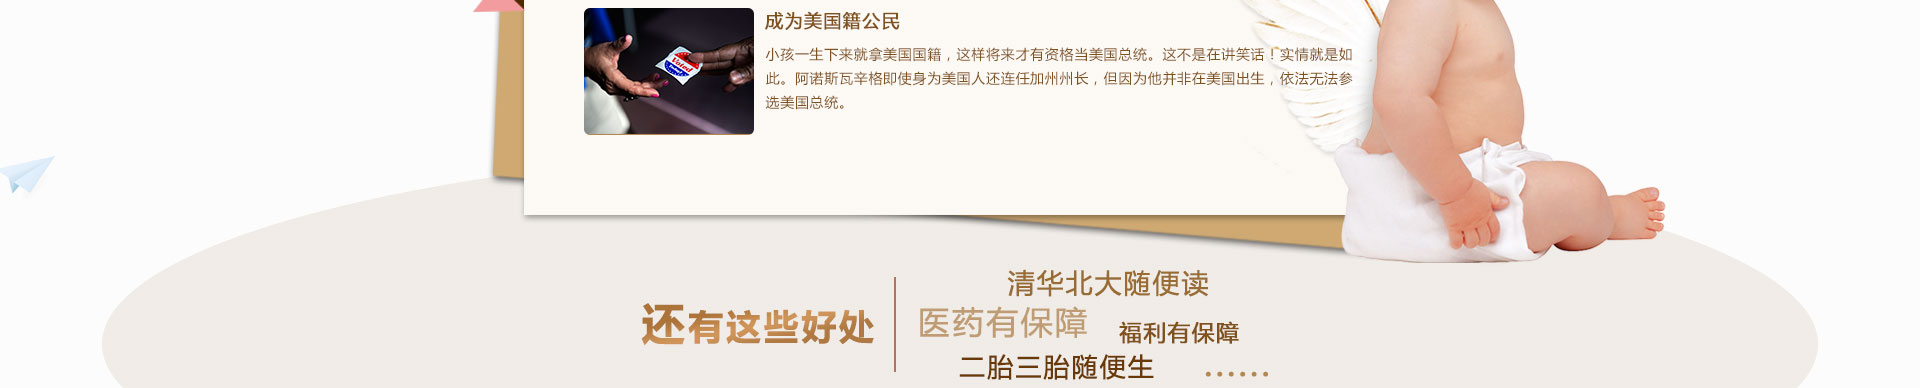 成为美国籍公民
小孩一生下来就拿美国国籍，这样将来才有资格当美国总统。这不是在讲笑话！实情就是如
此。阿诺斯瓦辛格即使身为美国人还连任加州州长，但因为他并非在美国出生，依法无法参
选美国总统。
Voted
还有这些好处
清华北大随便读
医药有保障
福利有保障
二胎三胎随便生
······